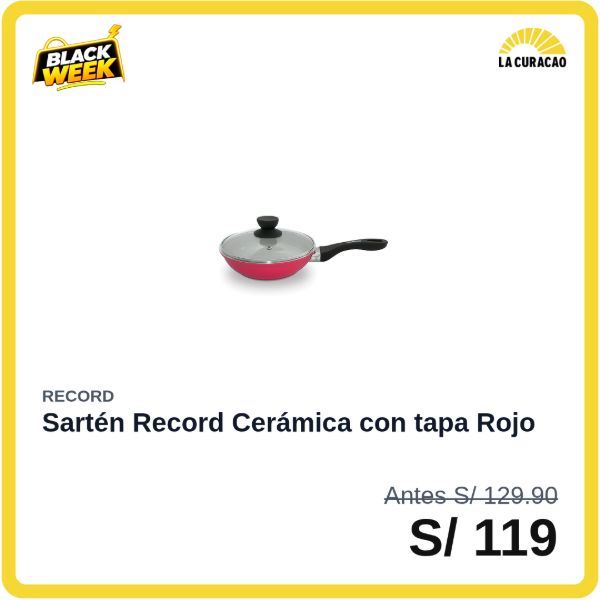 BLACK
WEEK
LA CURACAO
RECORD
Sartén Record Cerámica con tapa Rojo
Antes S/ 129.90
S/ 119